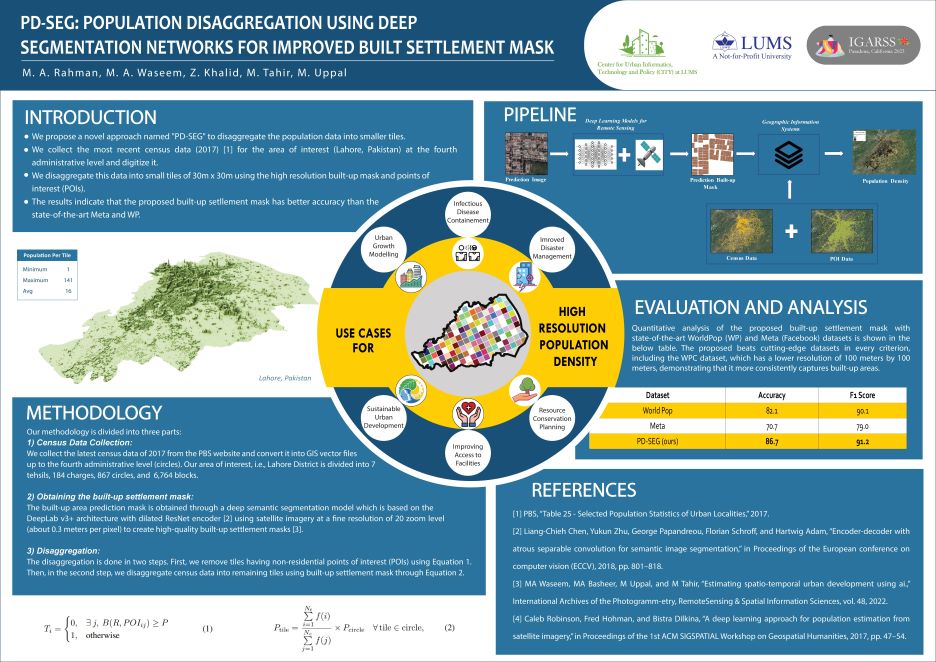 PD-SEG: POPULATION DISAGGREGATION USING DEEP
SEGMENTATION NETWORKS FOR IMPROVED BUILT SETTLEMENT MASK
M. A. Rahman, M. A. Waseem, Z. Khalid, M. Tahir, M. Uppal
Center for Urban Informatics,
Technology and Policy (CITY) at LUMS
LUMS
A Not-for-Profit University
IGARSS
Pasadena, California 2023
INTRODUCTION
• We propose a novel approach named "PD-SEG" to disaggregate the population data into smaller tiles.
• We collect the most recent census data (2017) [1] for the area of interest (Lahore, Pakistan) at the fourth
administrative level and digitize it.
• We disaggregate this data into small tiles of 30m x 30m using the high resolution built-up mask and points of
interest (POIs).
• The results indicate that the proposed built-up settlement mask has better accuracy than the
state-of-the-art Meta and WP.
PIPELINE
Deep Learning Models for
Remote Sensing
Geographic Information
Systems
Prediction Image
Prediction Built-up
Mask
Population Density
Census Data
POI Data
Population Per Tile
Minimum 1
Maximum 141
Avg 16
Lahore, Pakistan
USE CASES
FOR
HIGH
RESOLUTION
POPULATION
DENSITY
Infectious
Disease
Containement
Urban
Growth
Modelling
Improved
Disaster
Management
Sustainable
Urban
Development
Improving
Access to
Facilities
Resource
Conservation
Planning
EVALUATION AND ANALYSIS
Quantitative analysis of the proposed built-up settlement mask with
state-of-the-art WorldPop (WP) and Meta (Facebook) datasets is shown in the
below table. The proposed beats cutting-edge datasets in every criterion,
including the WPC dataset, which has a lower resolution of 100 meters by 100
meters, demonstrating that it more consistently captures built-up areas.
Dataset Accuracy F1 Score
World Pop 82.1 90.1
Meta 70.7 79.0
PD-SEG (ours) 86.7 91.2
METHODOLOGY
Our methodology is divided into three parts:
1) Census Data Collection:
We collect the latest census data of 2017 from the PBS website and convert it into GIS vector files
up to the fourth administrative level (circles). Our area of interest, i.e., Lahore District is divided into 7
tehsils, 184 charges, 867 circles, and 6,764 blocks.
2) Obtaining the built-up settlement mask:
The built-up area prediction mask is obtained through a deep semantic segmentation model which is based on the
DeepLab v3+ architecture with dilated ResNet encoder [2] using satellite imagery at a fine resolution of 20 zoom level
(about 0.3 meters per pixel) to create high-quality built-up settlement masks [3].
3) Disaggregation:
The disaggregation is done in two steps. First, we remove tiles having non-residential points of interest (POIs) using Equation 1.
Then, in the second step, we disaggregate census data into remaining tiles using built-up settlement mask through Equation 2.
T_i = { 0, ∃ j, B(R, POI_ij) ≥ P
1, otherwise (1)
P_tile = ∑_{i=1}^{N_t} f(i) / ∑_{j=1}^{N_c} f(j) × P_circle ∀ tile ∈ circle, (2)
REFERENCES
[1] PBS, "Table 25 - Selected Population Statistics of Urban Localities," 2017.
[2] Liang-Chieh Chen, Yukun Zhu, George Papandreou, Florian Schroff, and Hartwig Adam, "Encoder-decoder with
atrous separable convolution for semantic image segmentation," in Proceedings of the European conference on
computer vision (ECCV), 2018, pp. 801–818.
[3] MA Waseem, MA Basheer, M Uppal, and M Tahir, "Estimating spatio-temporal urban development using ai.,"
International Archives of the Photogramm-etry, RemoteSensing & Spatial Information Sciences, vol. 48, 2022.
[4] Caleb Robinson, Fred Hohman, and Bistra Dilkina, "A deep learning approach for population estimation from
satellite imagery," in Proceedings of the 1st ACM SIGSPATIAL Workshop on Geospatial Humanities, 2017, pp. 47–54.